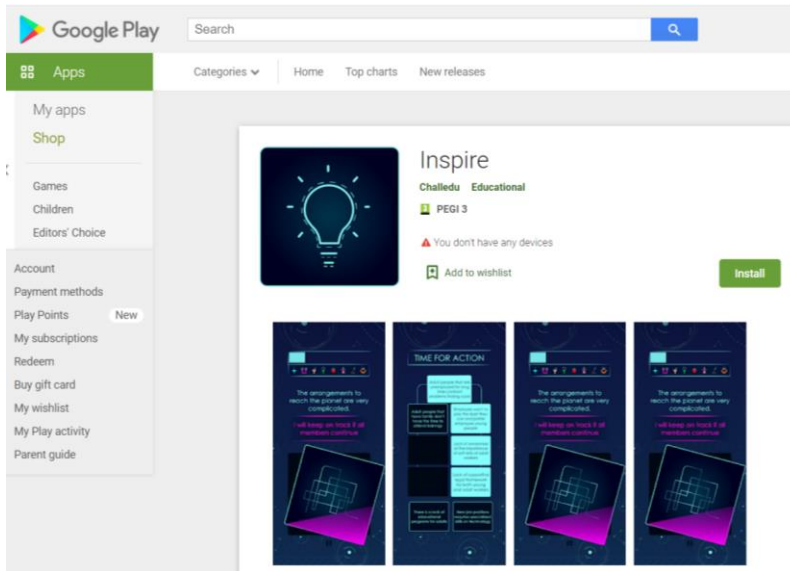 Google Play
Search
Apps
Categories
Home
Top charts
New releases
My apps
Shop
Games
Children
Editors' Choice
Account
Payment methods
Play Points New
My subscriptions
Redeem
Buy gift card
My wishlist
My Play activity
Parent guide
Inspire
Challedu Educational
3 PEGI 3
You don't have any devices
Add to wishlist
Install
The arrangements to
reach the planet are very
complicated.
I will keep on track if all
members continue
TIME FOR ACTION
The arrangements to
reach the planet are very
complicated.
I will keep on track if all
members continue
The arrangements to
reach the planet are very
complicated.
I will keep on track if all
members continue